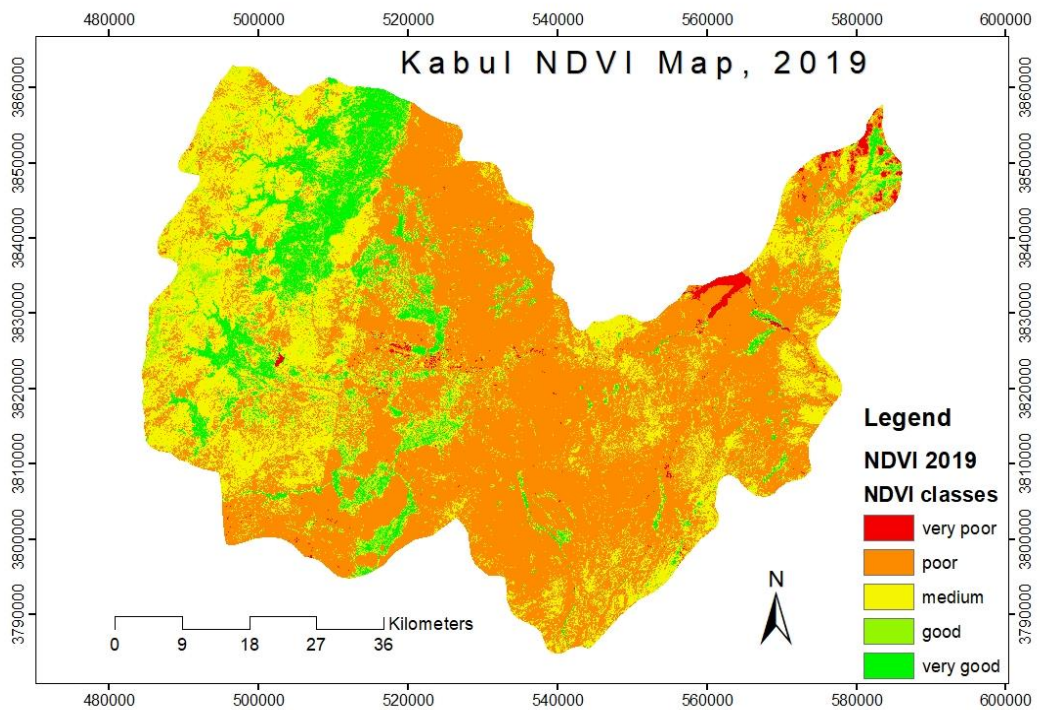 480000 500000 520000 540000 560000 580000 600000
Kabul NDVI Map, 2019
3860000 3860000
3850000 3850000
3840000 3840000
3830000 3830000
3820000 3820000
3810000 3810000
3800000 3800000
3790000 3790000
Legend
NDVI 2019
NDVI classes
very poor
poor
medium
good
very good
N
Kilometers
0 9 18 27 36
480000 500000 520000 540000 560000 580000 600000